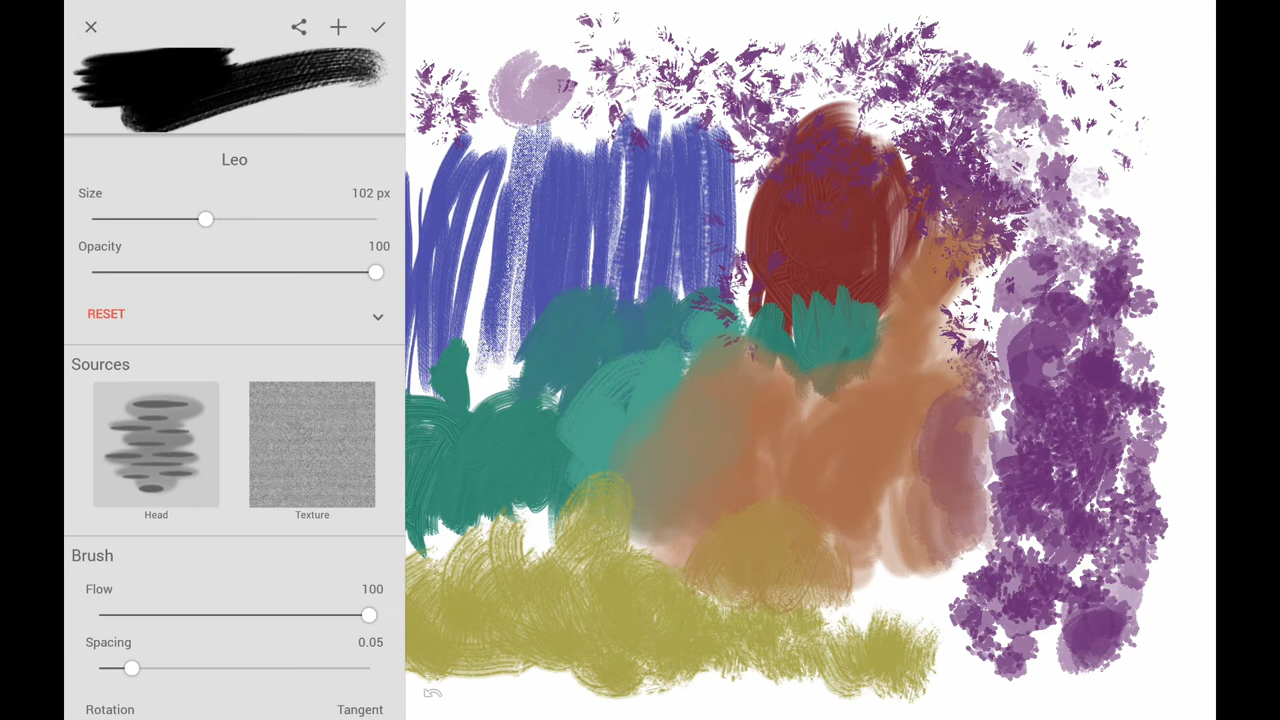 Leo
Size 102 px
Opacity 100
RESET
Sources
Head Texture
Brush
Flow 100
Spacing 0.05
Rotation Tangent